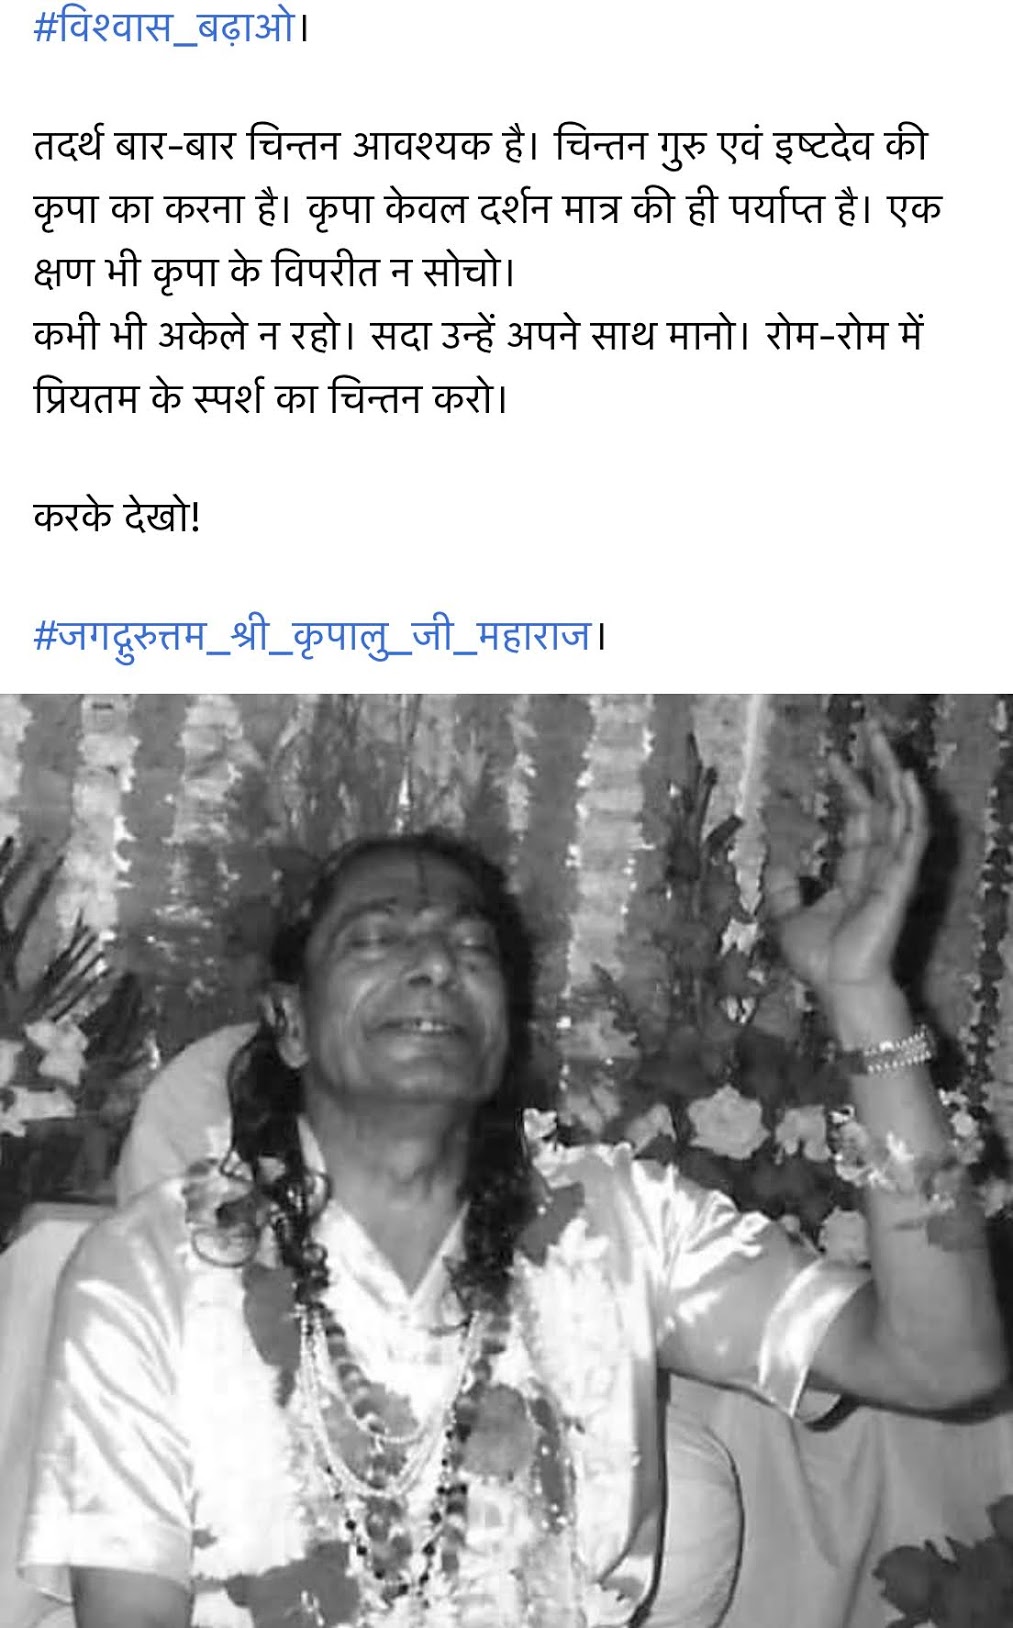 #विश्वास_बढ़ाओ।
तदर्थ बार-बार चिन्तन आवश्यक है। चिन्तन गुरु एवं इष्टदेव की
कृपा का करना है। कृपा केवल दर्शन मात्र की ही पर्याप्त है। एक
क्षण भी कृपा के विपरीत न सोचो।
कभी भी अकेले न रहो। सदा उन्हें अपने साथ मानो। रोम-रोम में
प्रियतम के स्पर्श का चिन्तन करो।
करके देखो!
#जगद्गुरुत्तम_श्री_कृपालु_जी_महाराज।